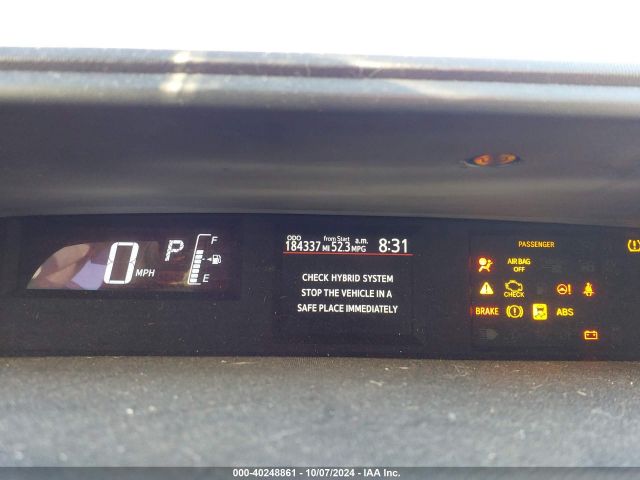 0 MPH
P
F
E
ODO
184337 MI
from Start
52.3 MPG
a.m.
8:31
CHECK HYBRID SYSTEM
STOP THE VEHICLE IN A
SAFE PLACE IMMEDIATELY
PASSENGER
AIR BAG
OFF
CHECK
BRAKE
ABS
000-40248861 - 10/07/2024 - IAA Inc.